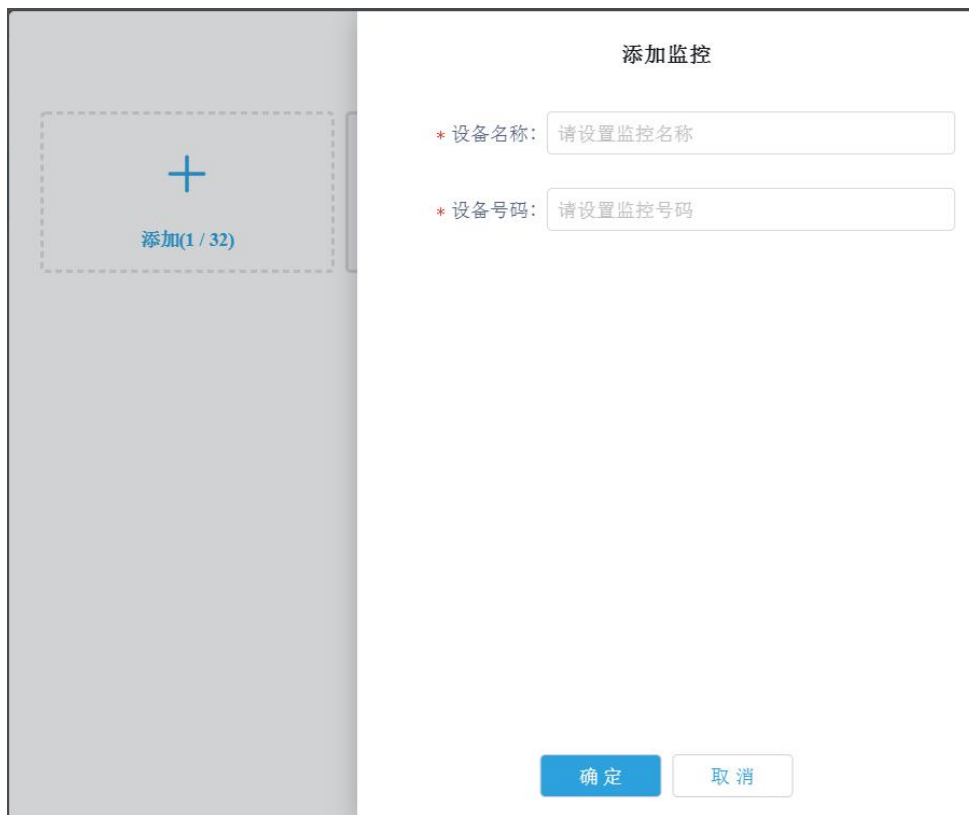 添加监控
* 设备名称: 请设置监控名称
添加(1 / 32)
* 设备号码: 请设置监控号码
确定 取消